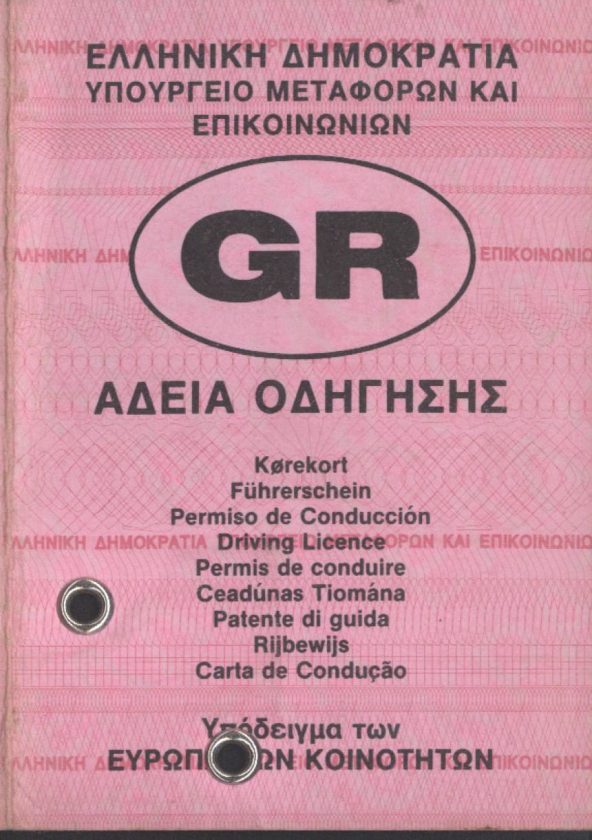 ΕΛΛΗΝΙΚΗ ΔΗΜΟΚΡΑΤΙΑ
ΥΠΟΥΡΓΕΙΟ ΜΕΤΑΦΟΡΩΝ ΚΑΙ
ΕΠΙΚΟΙΝΩΝΙΩΝ
GR
ΑΔΕΙΑ ΟΔΗΓΗΣΗΣ
Kørekort
Führerschein
Permiso de Conducción
Driving Licence
Permis de conduire
Ceadúnas Tiomána
Patente di guida
Rijbewijs
Carta de Condução
Υπόδειγμα των
ΚΟΙΝΟΤΗΤΩΝ